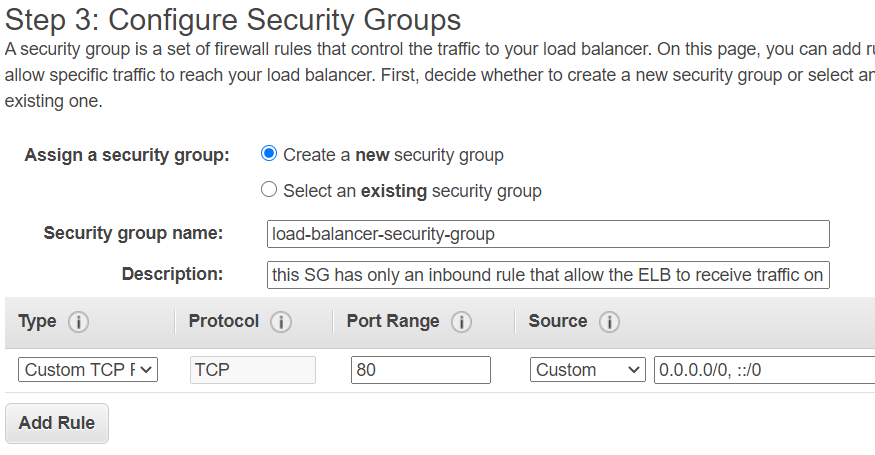 Step 3: Configure Security Groups
A security group is a set of firewall rules that control the traffic to your load balancer. On this page, you can add
allow specific traffic to reach your load balancer. First, decide whether to create a new security group or select
existing one.
Assign a security group: Create a new security group
Select an existing security group
Security group name: load-balancer-security-group
Description: this SG has only an inbound rule that allow the ELB to receive traffic on
Type i Protocol i Port Range i Source i
Custom TCP TCP 80 Custom 0.0.0.0/0, ::/0
Add Rule